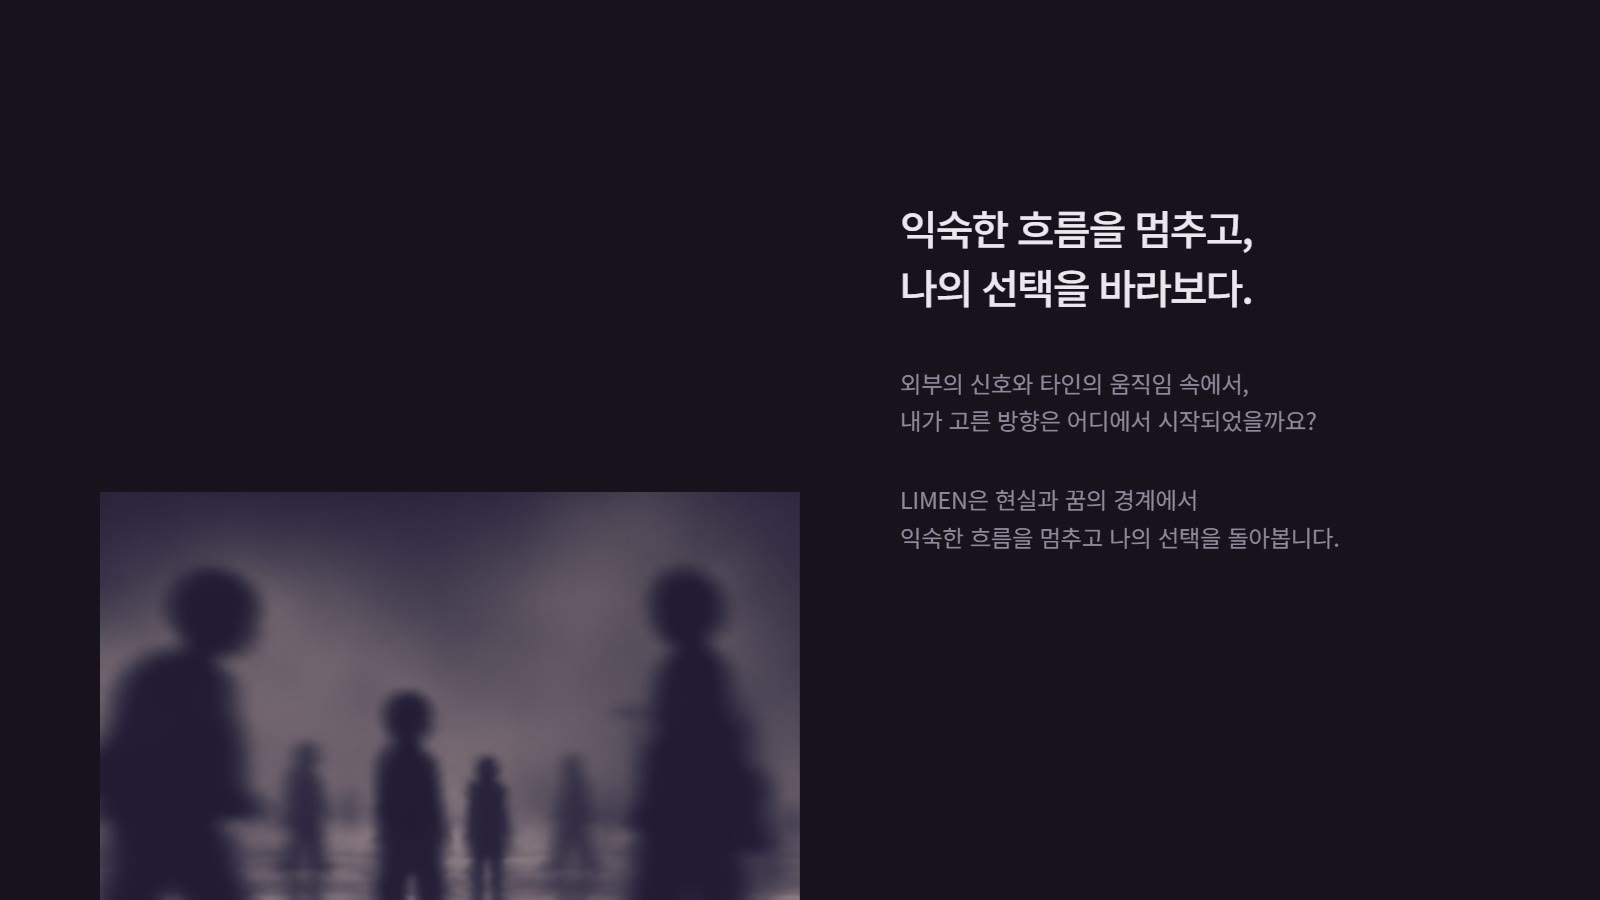 익숙한 흐름을 멈추고,
나의 선택을 바라보다.
외부의 신호와 타인의 움직임 속에서,
내가 고른 방향은 어디에서 시작되었을까요?
LIMEN은 현실과 꿈의 경계에서
익숙한 흐름을 멈추고 나의 선택을 돌아봅니다.